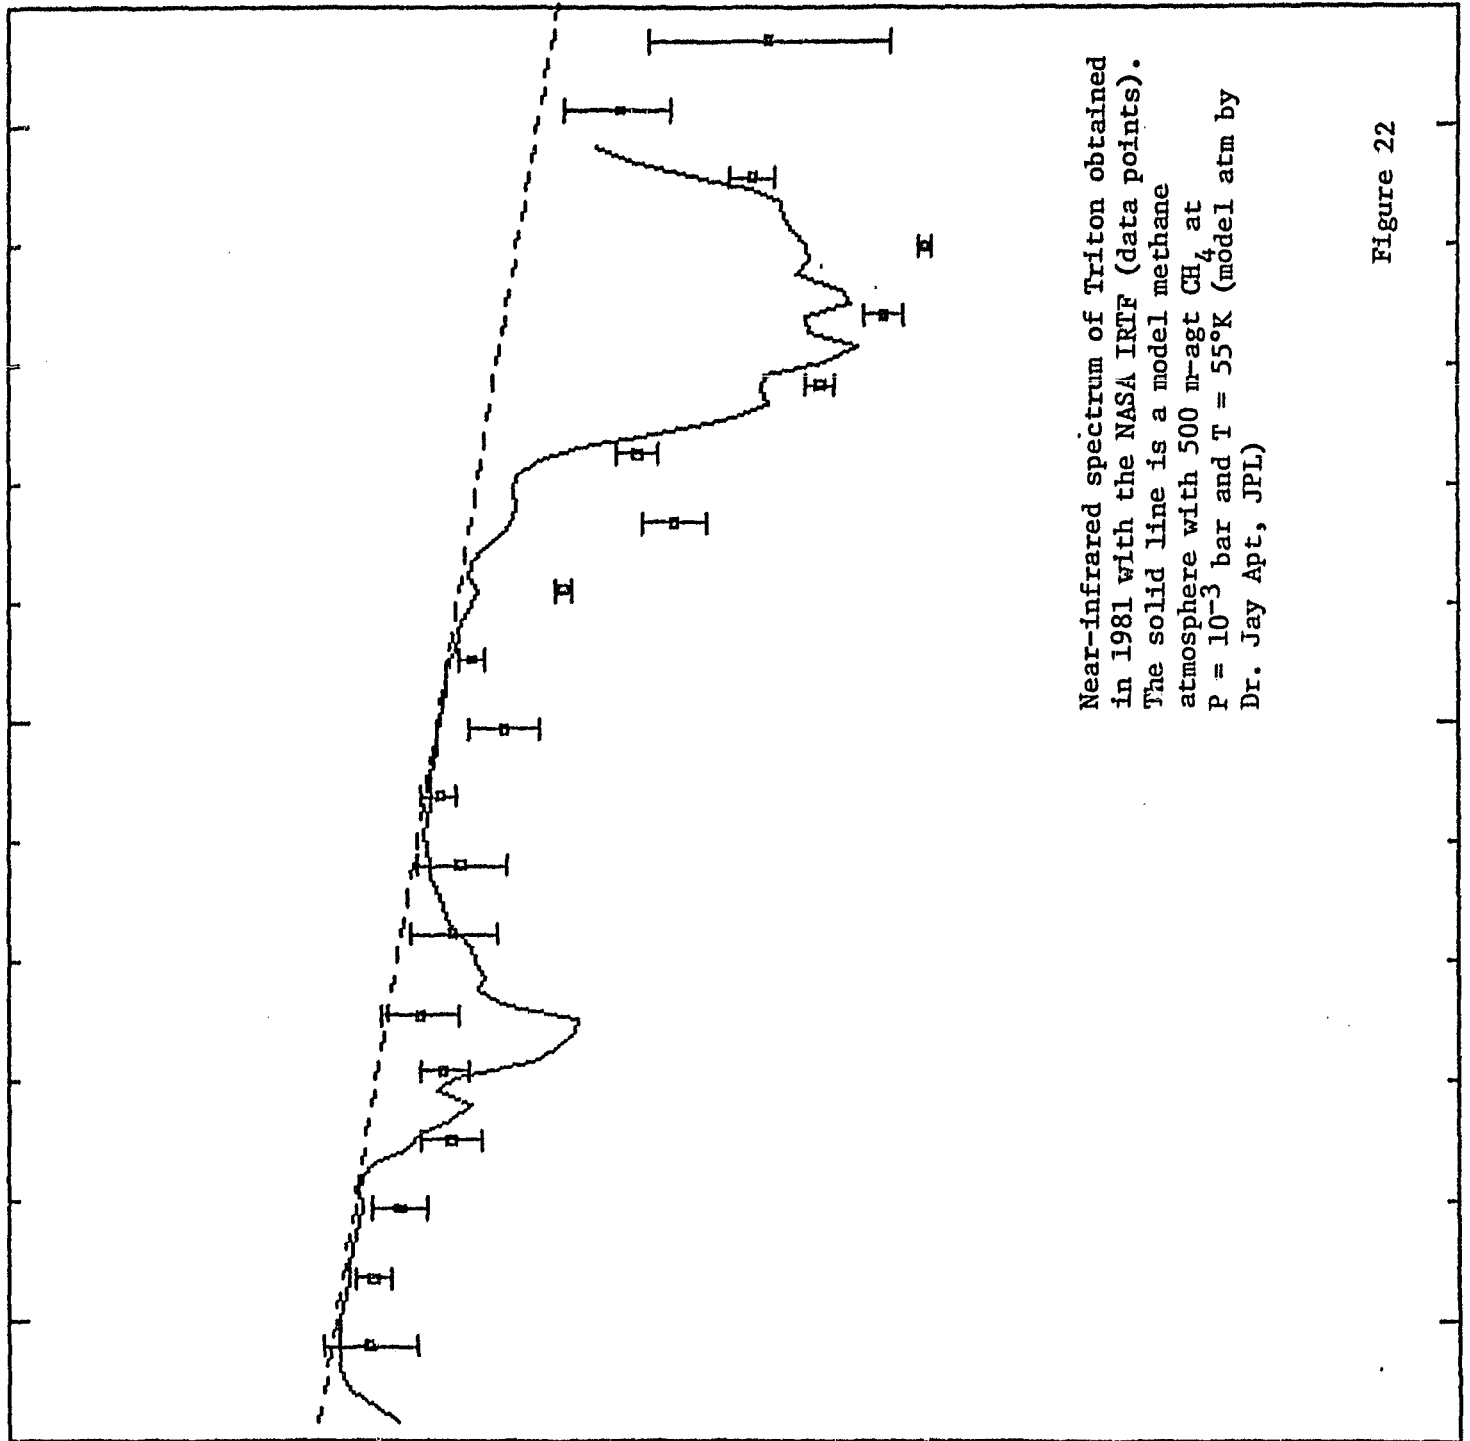 Near-infrared spectrum of Triton obtained
in 1981 with the NASA IRTF (data points).
The solid line is a model methane
atmosphere with 500 m-agt CH4 at
P = 10^-3 bar and T = 55°K (model atm by
Dr. Jay Apt, JPL)
Figure 22